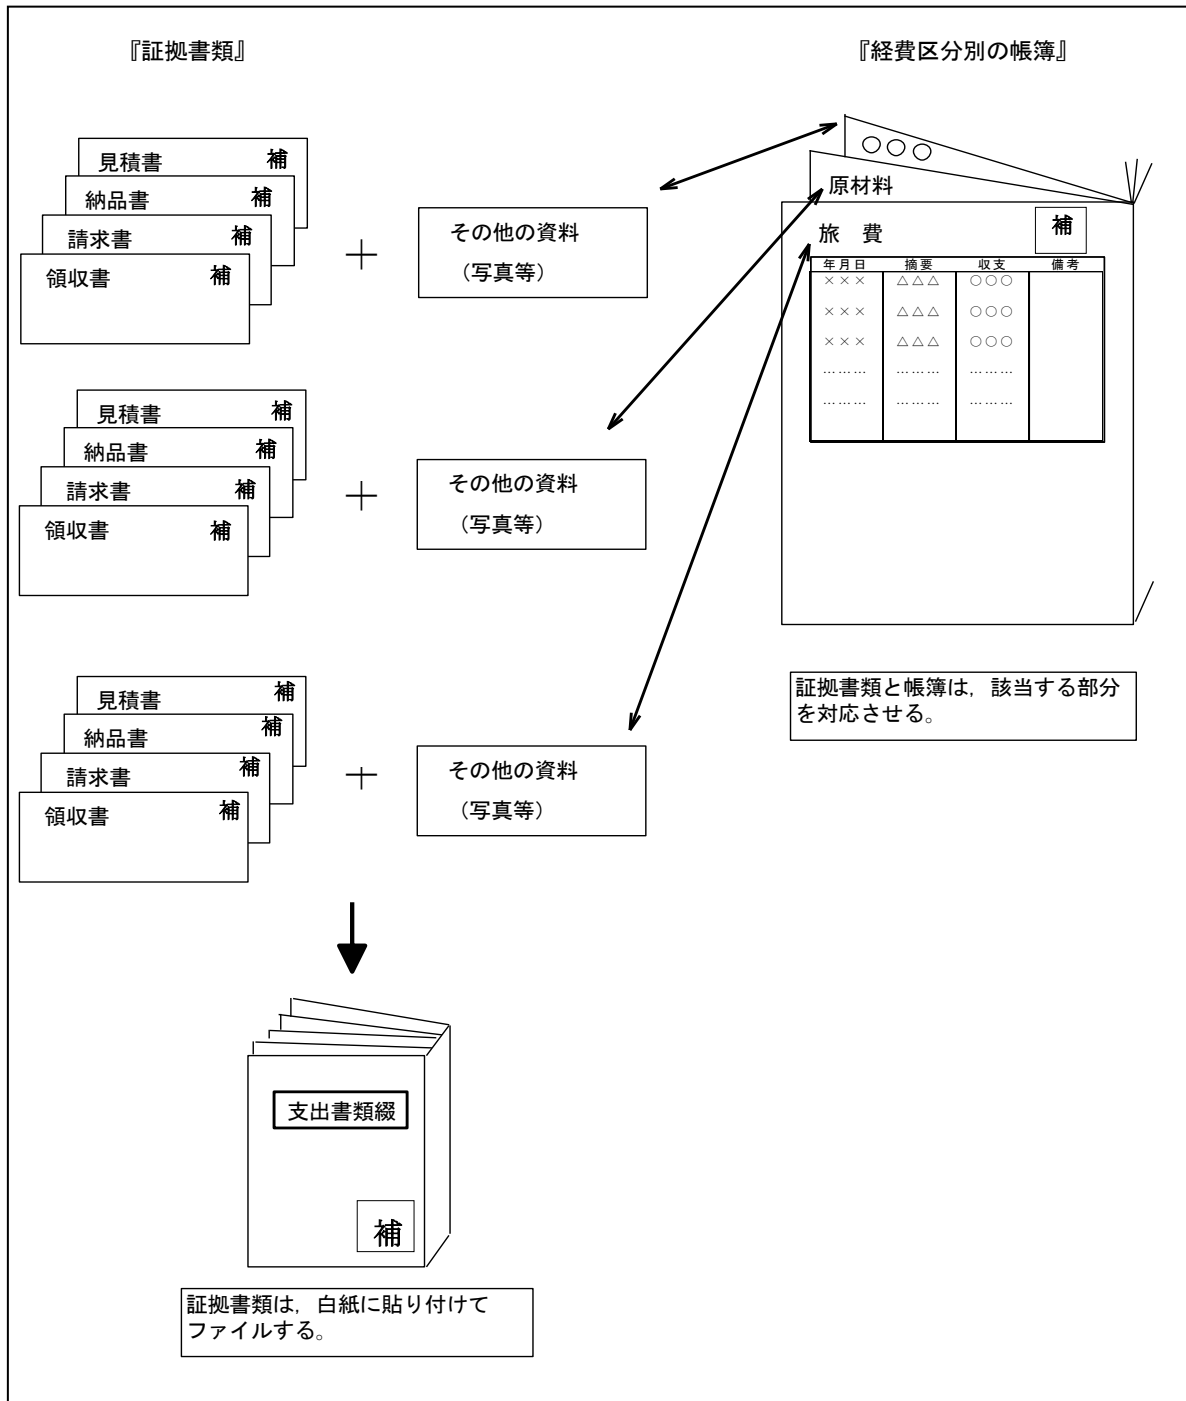 『証拠書類』
『経費区分別の帳簿』
見積書 補
納品書 補
請求書 補
領収書 補
＋
その他の資料
（写真等）
○○○
原材料
旅 費
補
年月日 摘要 収支 備考
××× △△△ ○○○
××× △△△ ○○○
××× △△△ ○○○
……… ……… ………
……… ……… ………
見積書 補
納品書 補
請求書 補
領収書 補
＋
その他の資料
（写真等）
証拠書類と帳簿は，該当する部分
を対応させる。
見積書 補
納品書 補
請求書 補
領収書 補
＋
その他の資料
（写真等）
支出書類綴
補
証拠書類は，白紙に貼り付けて
ファイルする。